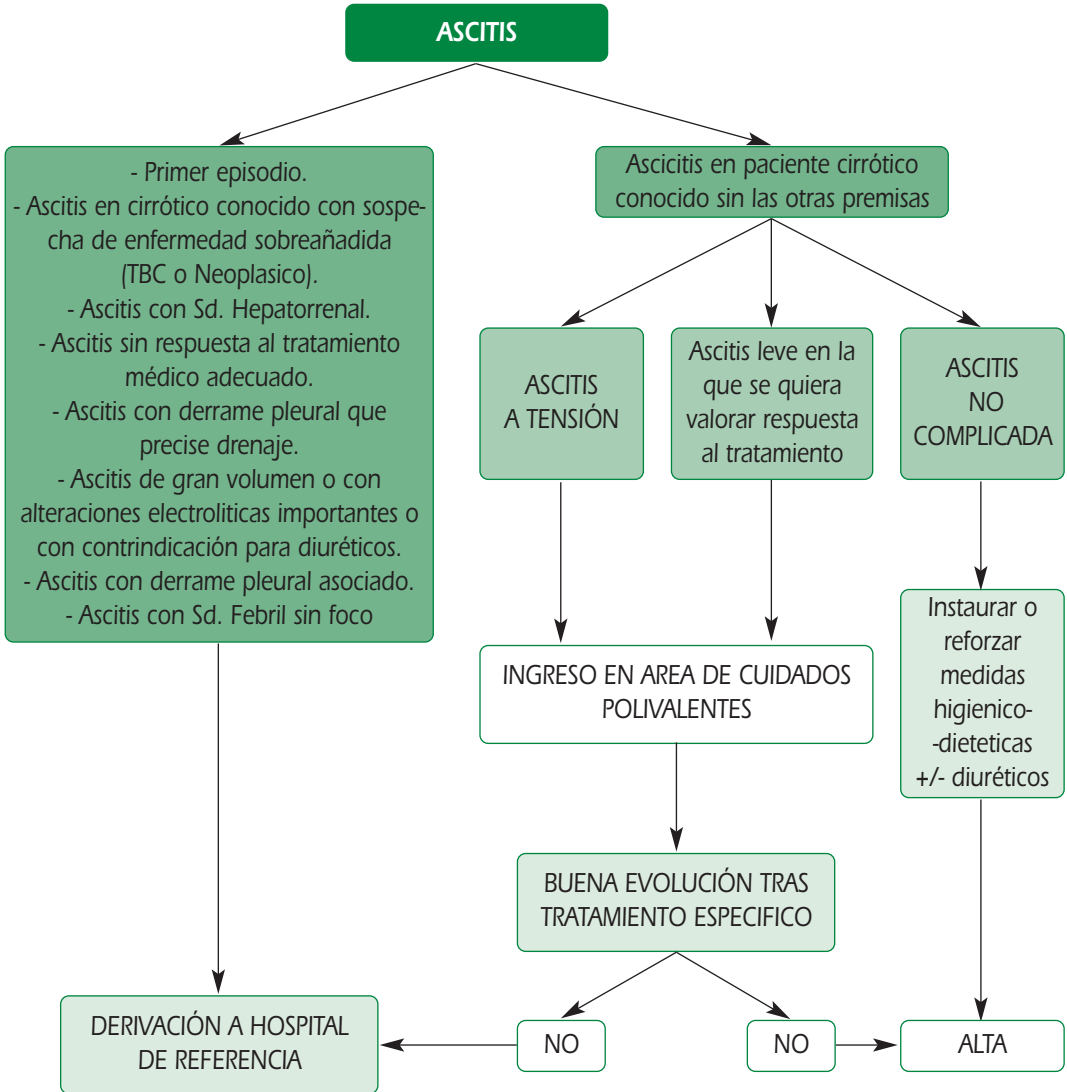 ASCITIS
- Primer episodio.
- Ascitis en cirrótico conocido con sospe-
cha de enfermedad sobreañadida
(TBC o Neoplasico).
- Ascitis con Sd. Hepatorrenal.
- Ascitis sin respuesta al tratamiento
médico adecuado.
- Ascitis con derrame pleural que
precise drenaje.
- Ascitis de gran volumen o con
alteraciones electroliticas importantes o
con contrindicación para diuréticos.
- Ascitis con derrame pleural asociado.
- Ascitis con Sd. Febril sin foco
Ascicitis en paciente cirrótico
conocido sin las otras premisas
ASCITIS
A TENSIÓN
Ascitis leve en la
que se quiera
valorar respuesta
al tratamiento
ASCITIS
NO
COMPLICADA
INGRESO EN AREA DE CUIDADOS
POLIVALENTES
Instaurar o
reforzar
medidas
higienico-
-dieteticas
+/- diuréticos
BUENA EVOLUCIÓN TRAS
TRATAMIENTO ESPECIFICO
DERIVACIÓN A HOSPITAL
DE REFERENCIA
NO
NO
ALTA